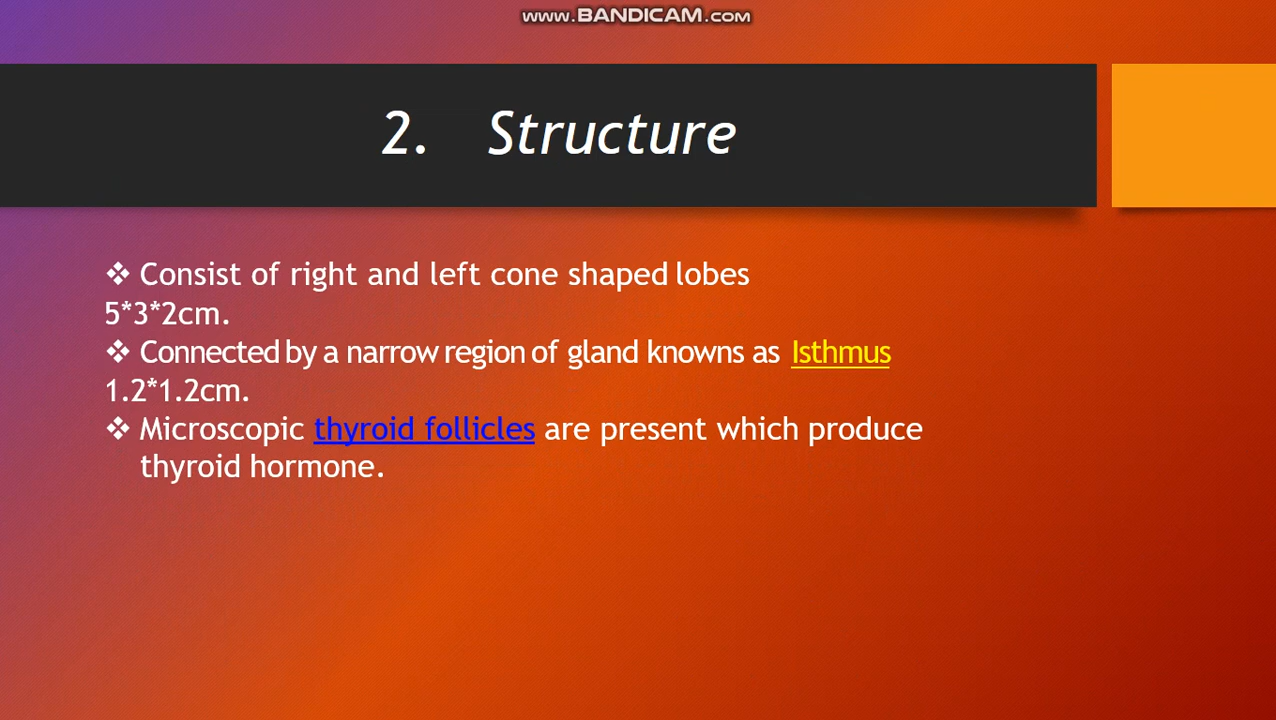 www.BANDICAM.com
2. Structure
❖ Consist of right and left cone shaped lobes
5*3*2cm.
❖ Connected by a narrow region of gland knowns as Isthmus
1.2*1.2cm.
❖ Microscopic thyroid follicles are present which produce
thyroid hormone.